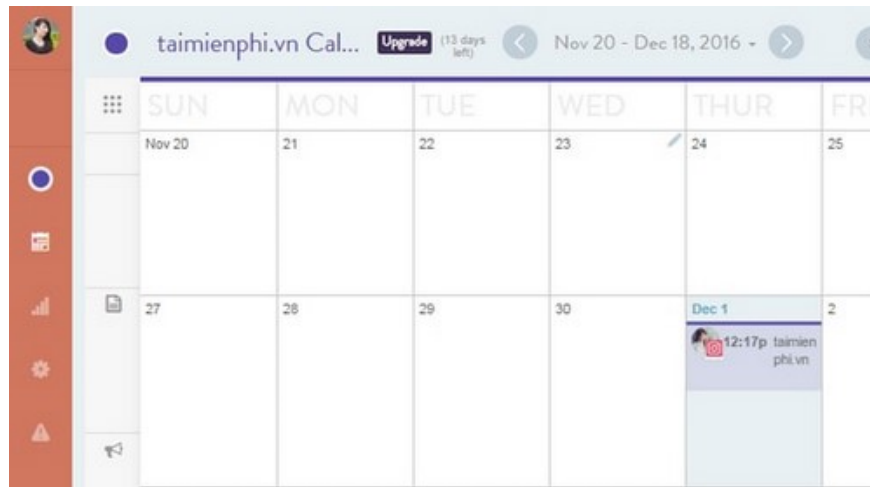 taimienphi.vn Cal... Upgrade (13 days left) Nov 20 - Dec 18, 2016
SUN MON TUE WED THUR FR
Nov 20 21 22 23 24 25
27 28 29 30 Dec 1 2
12:17p taimien
phi.vn